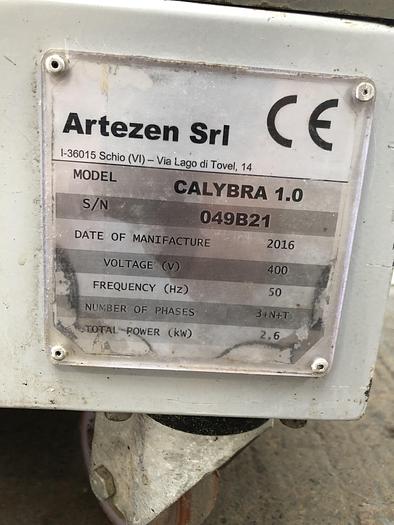 CE
Artezen Srl
I-36015 Schio (VI) – Via Lago di Tovel, 14
MODEL CALYBRA 1.0
S/N 049B21
DATE OF MANIFACTURE 2016
VOLTAGE (V) 400
FREQUENCY (Hz) 50
NUMBER OF PHASES 3+N+T
TOTAL POWER (kW) 2.6